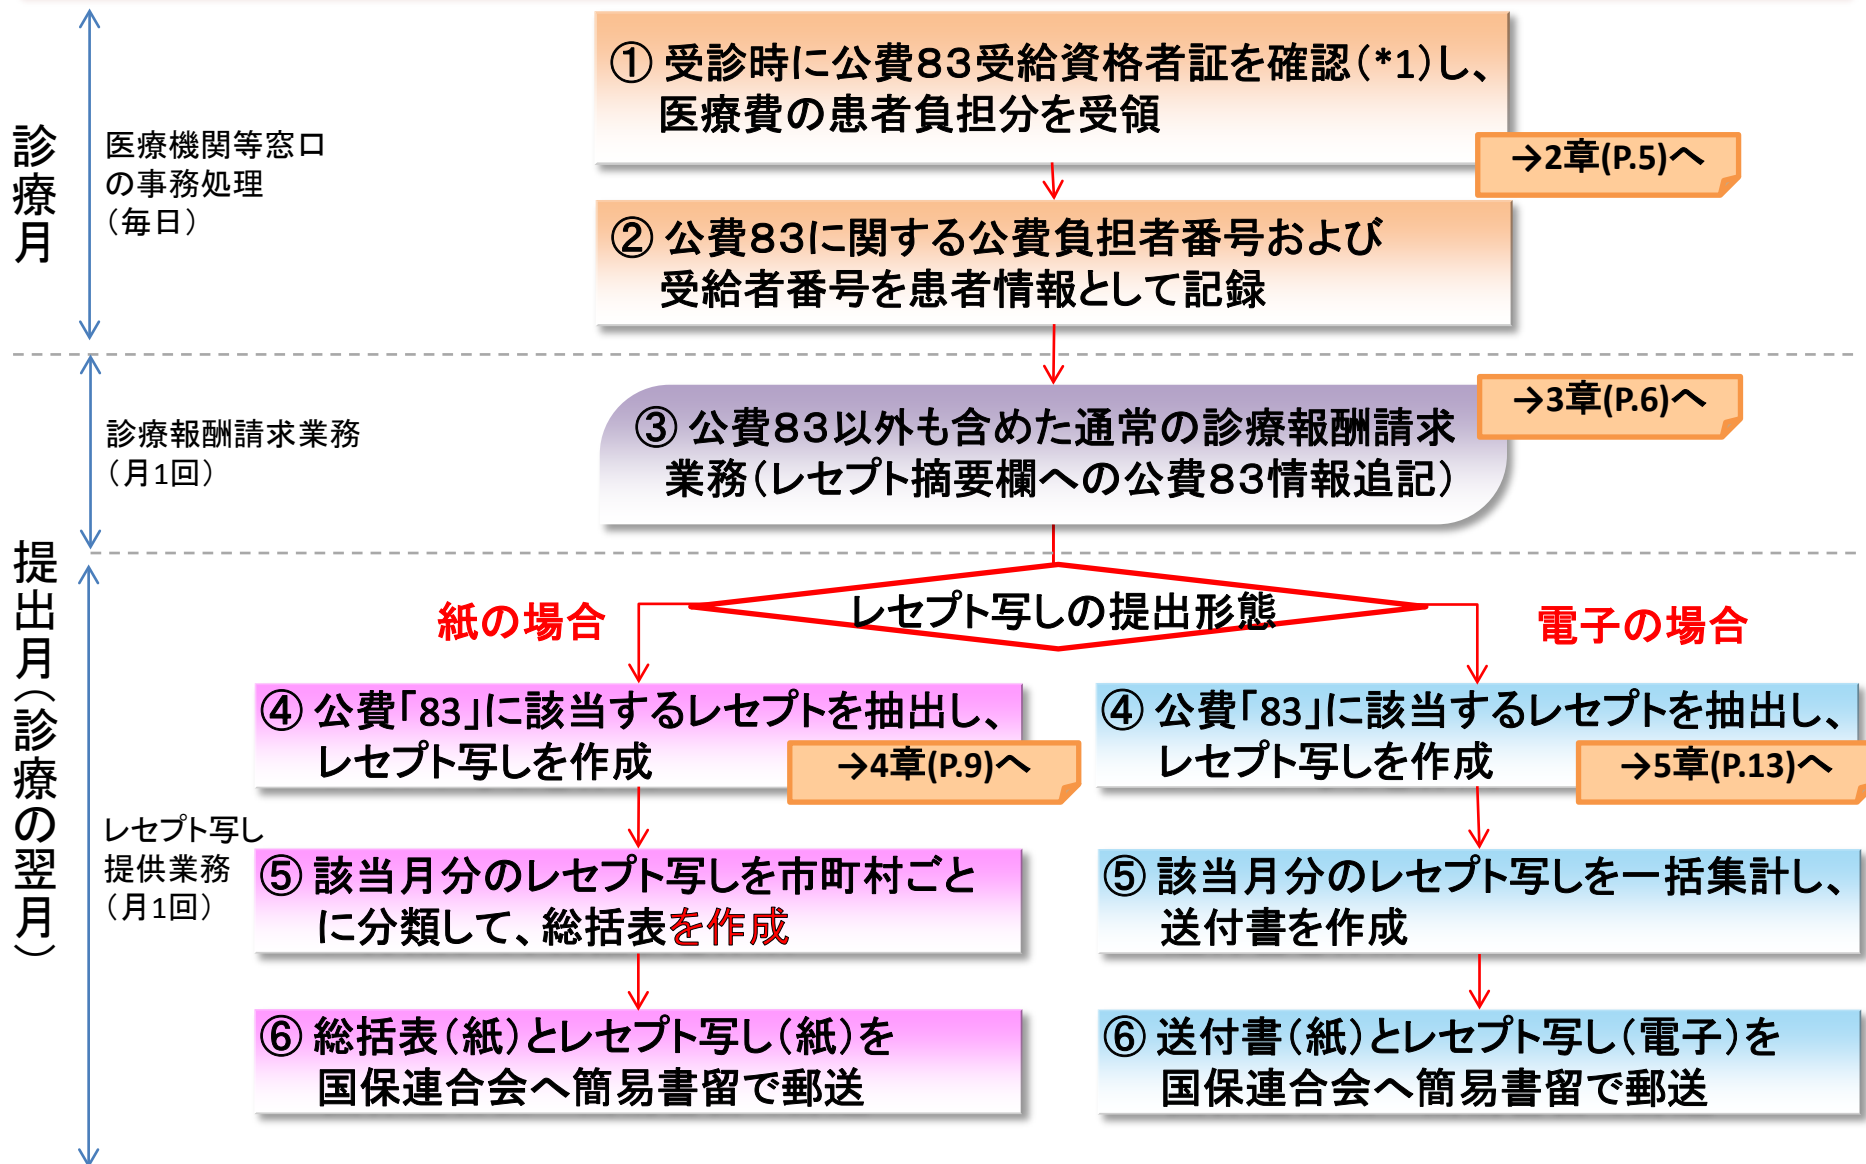 診療月
医療機関等窓口
の事務処理
（毎日）
① 受診時に公費８３受給資格者証を確認(*1)し、
医療費の患者負担分を受領
→2章(P.5)へ
② 公費８３に関する公費負担者番号および
受給者番号を患者情報として記録
診療報酬請求業務
（月1回）
③ 公費８３以外も含めた通常の診療報酬請求
業務（レセプト摘要欄への公費８３情報追記）
→3章(P.6)へ
提出月（診療の翌月）
レセプト写し
提供業務
（月1回）
レセプト写しの提出形態
紙の場合
電子の場合
④ 公費「83」に該当するレセプトを抽出し、
レセプト写しを作成
→4章(P.9)へ
⑤ 該当月分のレセプト写しを市町村ごと
に分類して、総括表を作成
⑥ 総括表（紙）とレセプト写し（紙）を
国保連合会へ簡易書留で郵送
④ 公費「83」に該当するレセプトを抽出し、
レセプト写しを作成
→5章(P.13)へ
⑤ 該当月分のレセプト写しを一括集計し、
送付書を作成
⑥ 送付書（紙）とレセプト写し（電子）を
国保連合会へ簡易書留で郵送